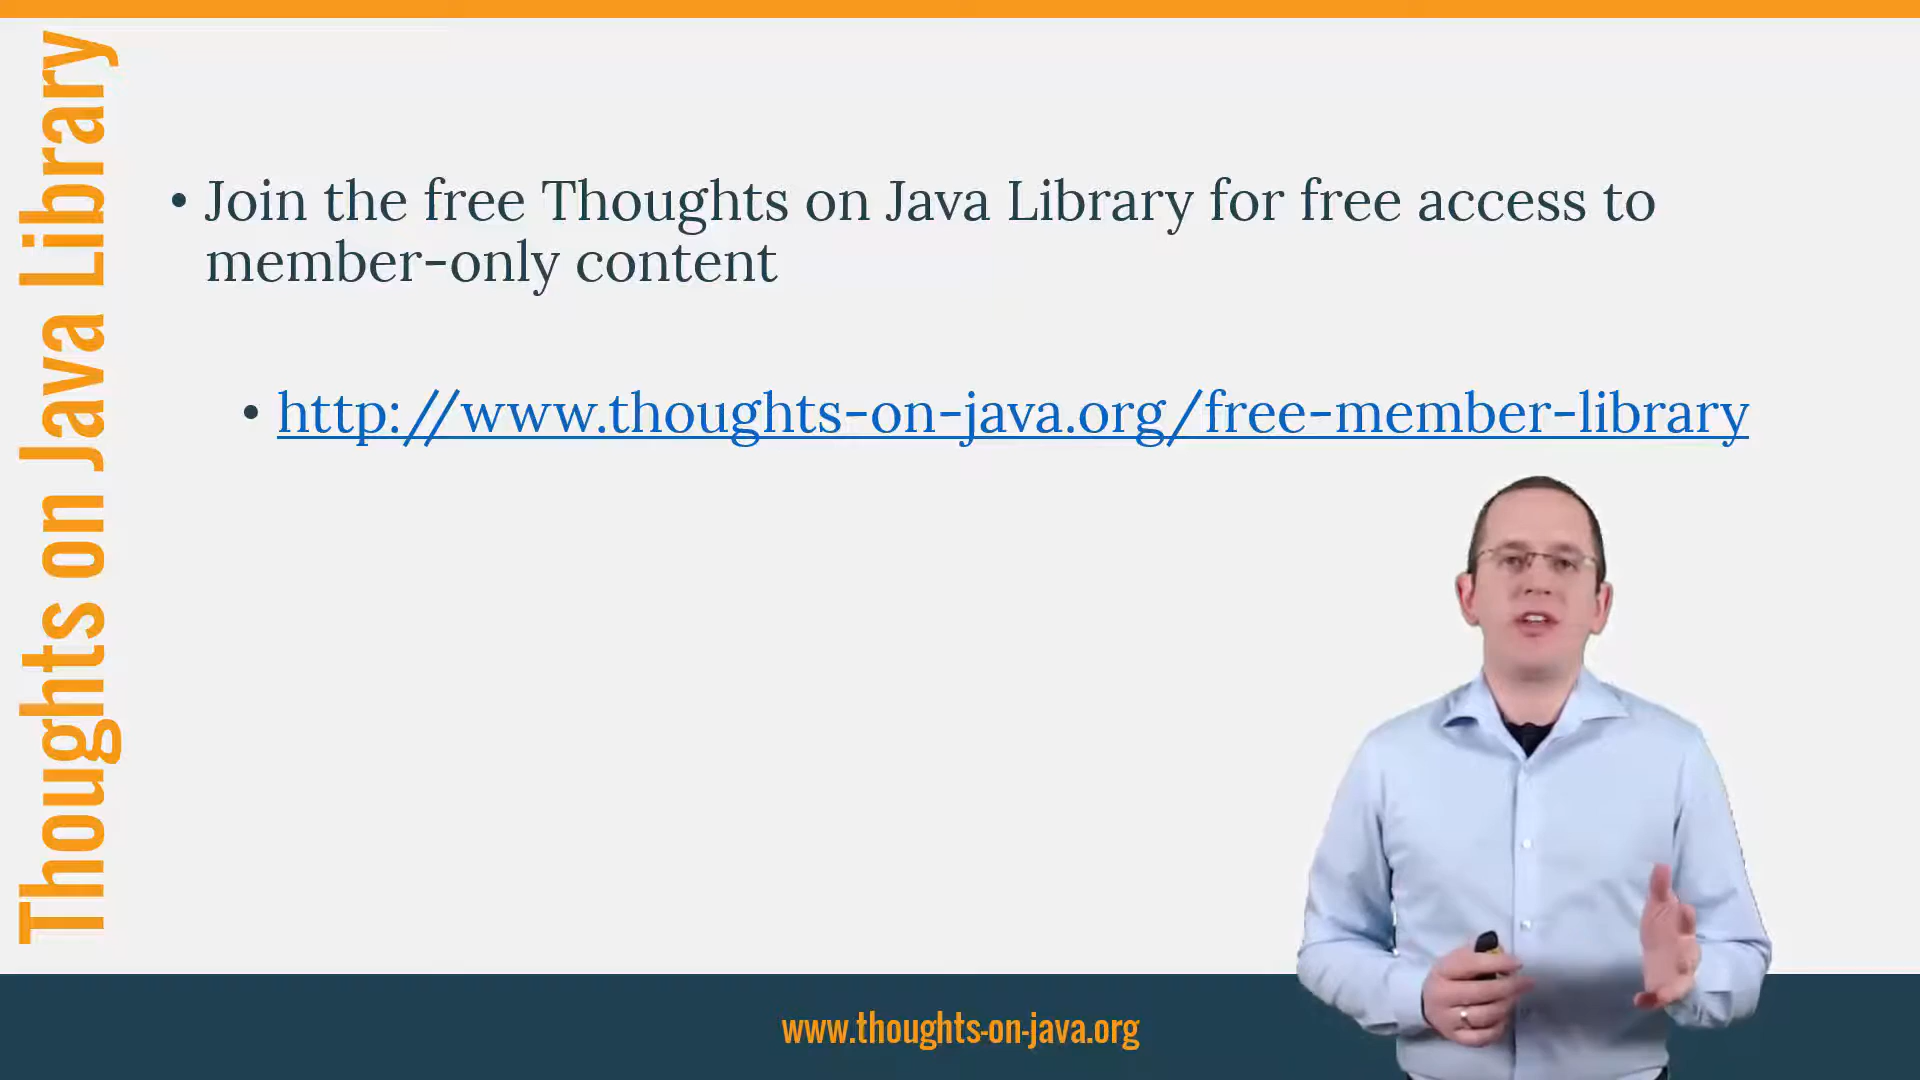 Thoughts on Java Library
• Join the free Thoughts on Java Library for free access to
member-only content
• http://www.thoughts-on-java.org/free-member-library
www.thoughts-on-java.org